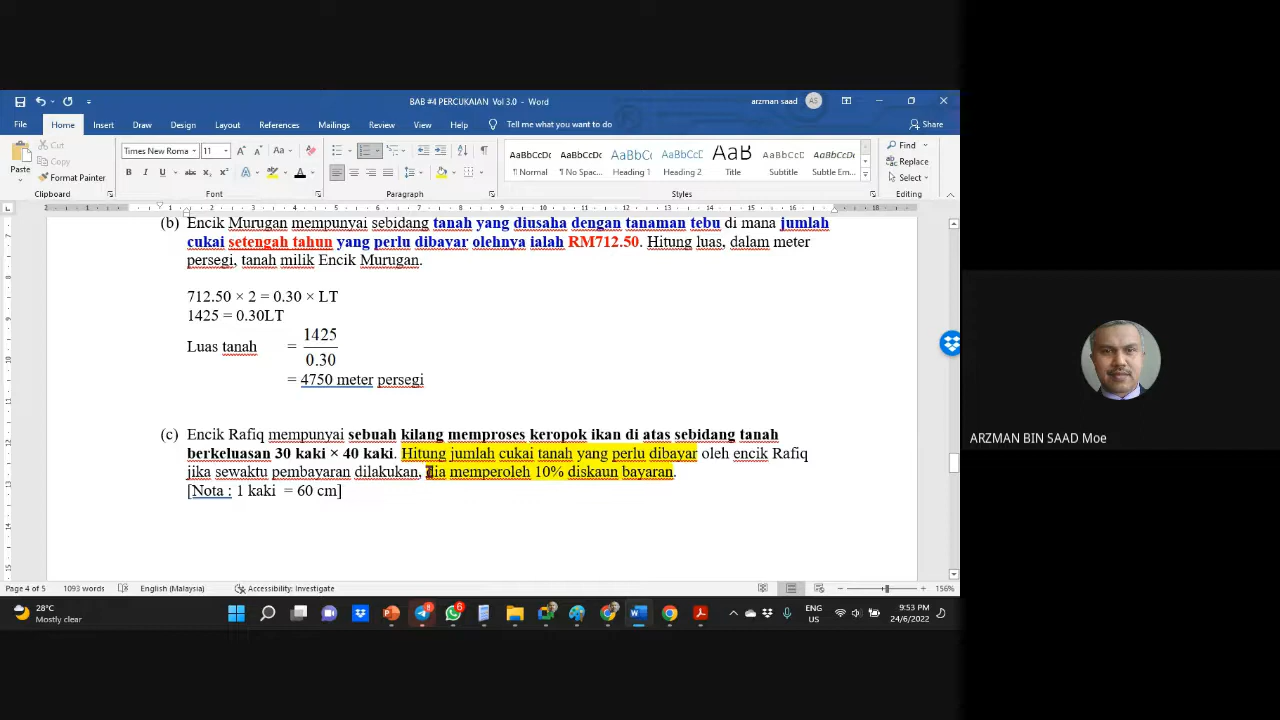 BAB #4 PERCUKAIAN Vol 3.0 - Word
arzman saad AS
File Home Insert Draw Design Layout References Mailings Review View Help Tell me what you want to do Share
Paste Cut Copy Format Painter Clipboard
Times New Roma 11 Font
Paragraph
AaBbCcDc AaBbCcDc AaBbCc AaBbCcD AaB AaBbCcD AaBbCcDc
¶ Normal ¶ No Spac... Heading 1 Heading 2 Title Subtitle Subtle Em...
Styles
Find Replace Select Editing
(b) Encik Murugan mempunyai sebidang tanah yang diusaha dengan tanaman tebu di mana jumlah
cukai setengah tahun yang perlu dibayar olehnya ialah RM712.50. Hitung luas, dalam meter
persegi, tanah milik Encik Murugan.
712.50 × 2 = 0.30 × LT
1425 = 0.30LT
Luas tanah = 1425
0.30
= 4750 meter persegi
(c) Encik Rafiq mempunyai sebuah kilang memproses keropok ikan di atas sebidang tanah
berkeluasan 30 kaki × 40 kaki. Hitung jumlah cukai tanah yang perlu dibayar oleh encik Rafiq
jika sewaktu pembayaran dilakukan, dia memperoleh 10% diskaun bayaran.
[Nota : 1 kaki = 60 cm]
ARZMAN BIN SAAD Moe
Page 4 of 5 1093 words English (Malaysia) Accessibility: Investigate 156%
28°C
Mostly clear
8 6
ENG
US
9:53 PM
24/6/2022